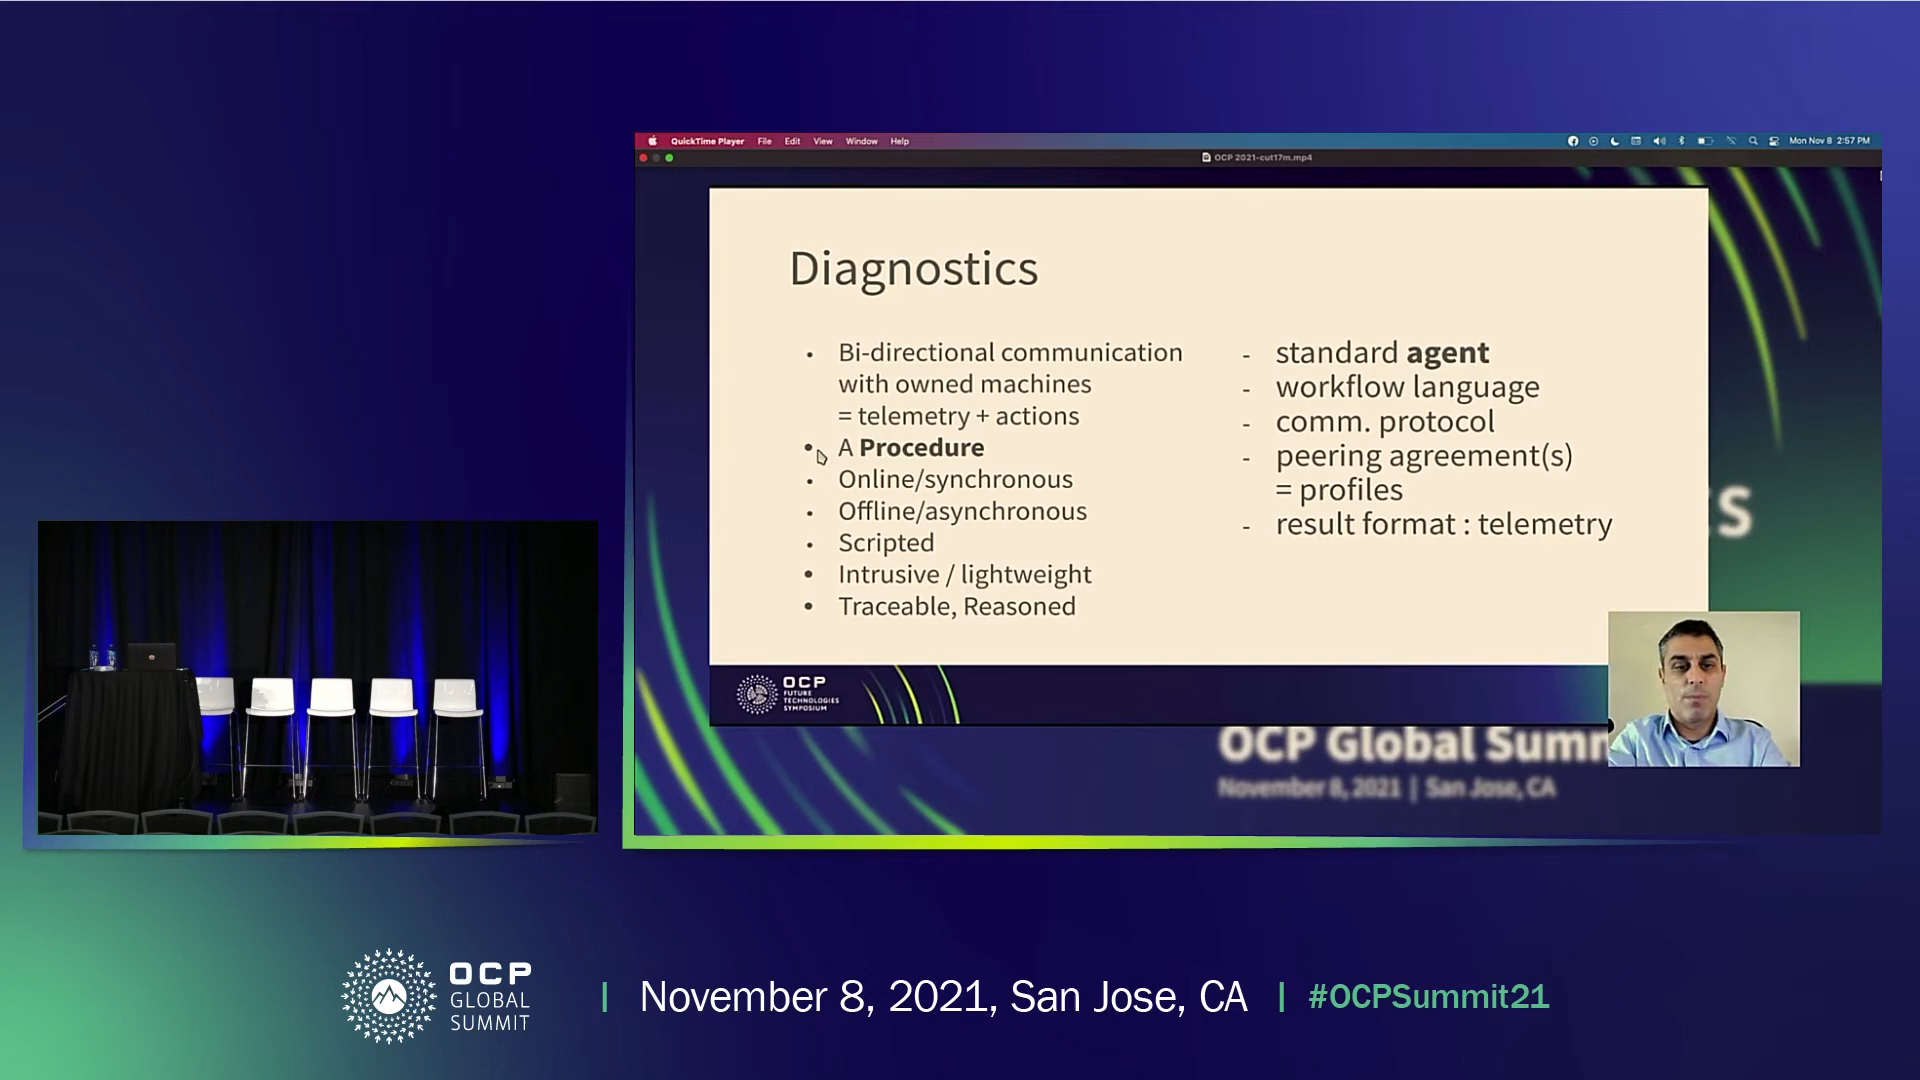 QuickTime Player File Edit View Window Help
Mon Nov 8 2:57 PM
OCP 2021-cut17m.mp4
Diagnostics
• Bi-directional communication
with owned machines
= telemetry + actions
• A Procedure
• Online/synchronous
• Offline/asynchronous
• Scripted
• Intrusive / lightweight
• Traceable, Reasoned
- standard agent
- workflow language
- comm. protocol
- peering agreement(s)
= profiles
- result format : telemetry
OCP
FUTURE
TECHNOLOGIES
SYMPOSIUM
OCP Global Summ
November 8, 2021 | San Jose, CA
OCP
GLOBAL
SUMMIT
| November 8, 2021, San Jose, CA | #OCPSummit21